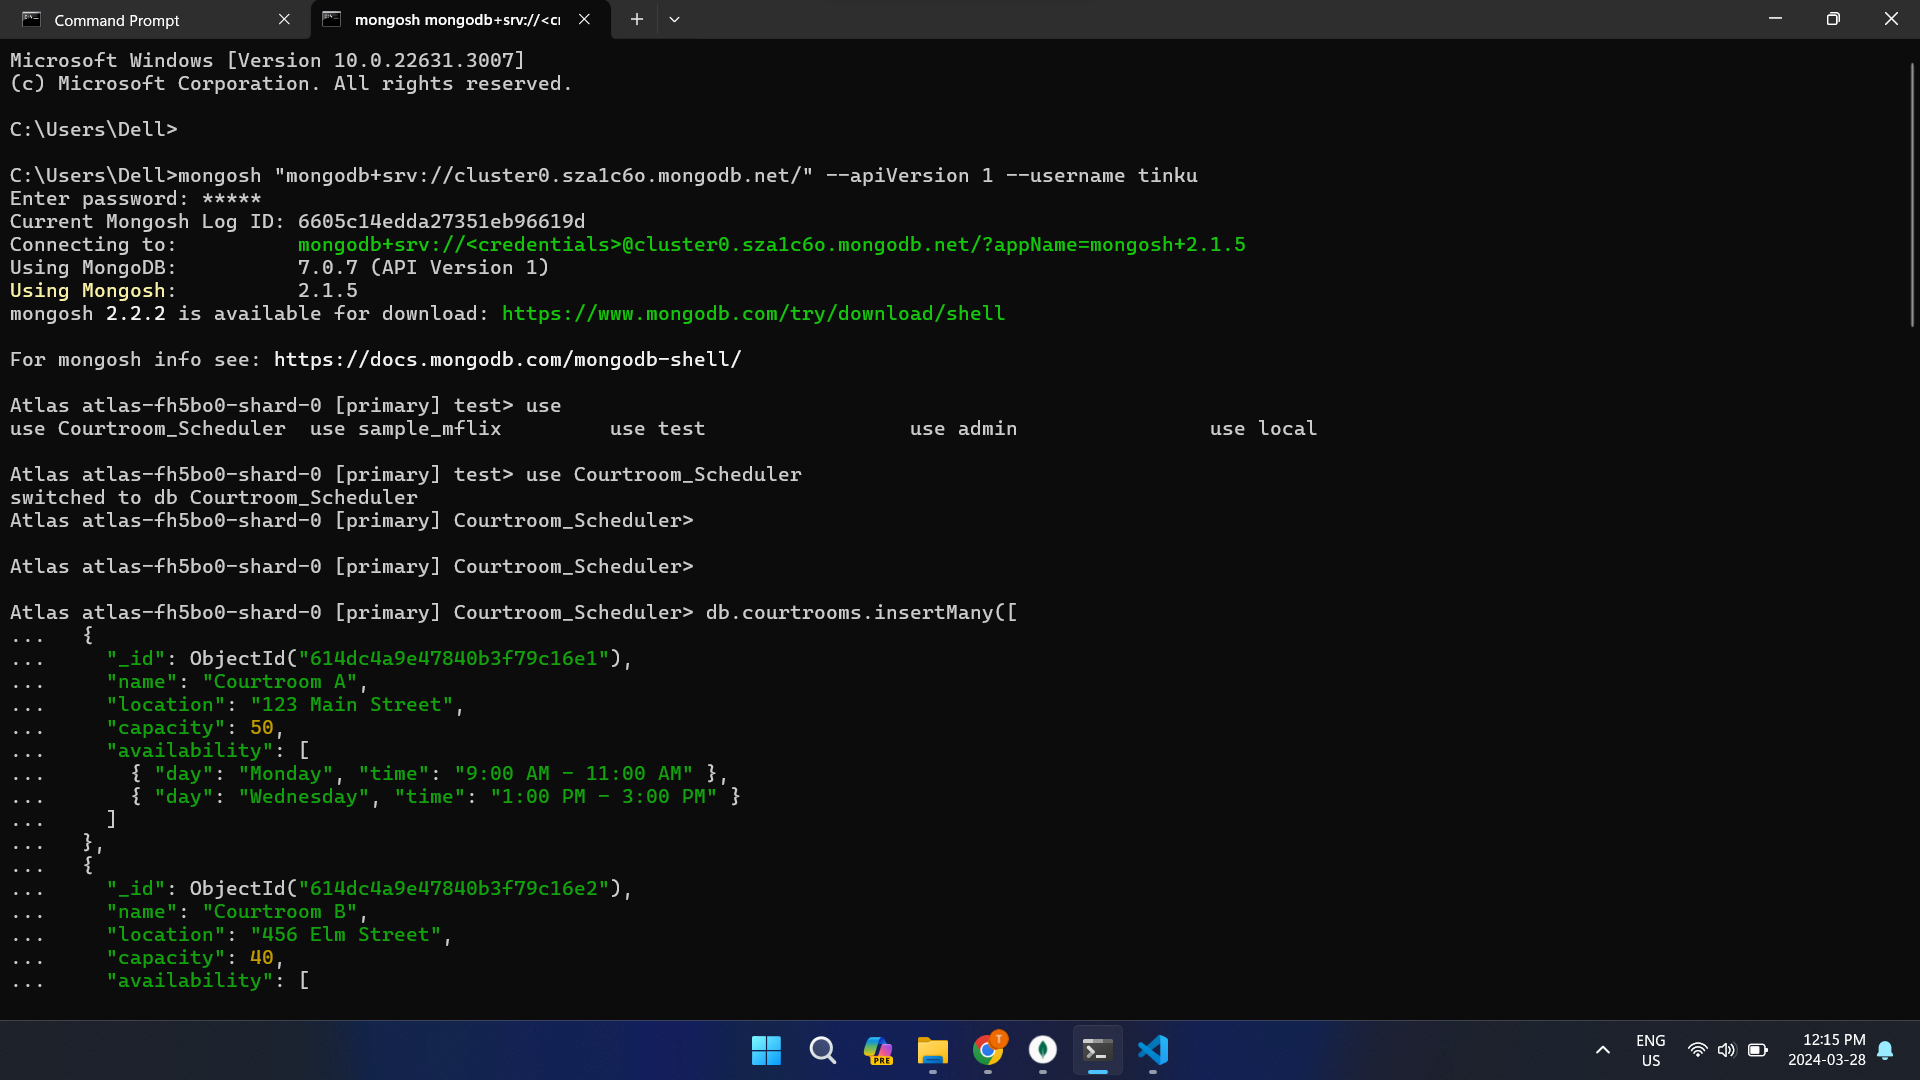 Command Prompt
mongosh mongodb+srv://<cr
Microsoft Windows [Version 10.0.22631.3007]
(c) Microsoft Corporation. All rights reserved.
C:\Users\Dell>
C:\Users\Dell>mongosh "mongodb+srv://cluster0.sza1c6o.mongodb.net/" --apiVersion 1 --username tinku
Enter password: *****
Current Mongosh Log ID: 6605c14edda27351eb96619d
Connecting to:          mongodb+srv://<credentials>@cluster0.sza1c6o.mongodb.net/?appName=mongosh+2.1.5
Using MongoDB:          7.0.7 (API Version 1)
Using Mongosh:          2.1.5
mongosh 2.2.2 is available for download: https://www.mongodb.com/try/download/shell
For mongosh info see: https://docs.mongodb.com/mongodb-shell/
Atlas atlas-fh5bo0-shard-0 [primary] test> use
use Courtroom_Scheduler  use sample_mflix         use test                 use admin                use local
Atlas atlas-fh5bo0-shard-0 [primary] test> use Courtroom_Scheduler
switched to db Courtroom_Scheduler
Atlas atlas-fh5bo0-shard-0 [primary] Courtroom_Scheduler>
Atlas atlas-fh5bo0-shard-0 [primary] Courtroom_Scheduler>
Atlas atlas-fh5bo0-shard-0 [primary] Courtroom_Scheduler> db.courtrooms.insertMany([
...   {
...     "_id": ObjectId("614dc4a9e47840b3f79c16e1"),
...     "name": "Courtroom A",
...     "location": "123 Main Street",
...     "capacity": 50,
...     "availability": [
...       { "day": "Monday", "time": "9:00 AM - 11:00 AM" },
...       { "day": "Wednesday", "time": "1:00 PM - 3:00 PM" }
...     ]
...   },
...   {
...     "_id": ObjectId("614dc4a9e47840b3f79c16e2"),
...     "name": "Courtroom B",
...     "location": "456 Elm Street",
...     "capacity": 40,
...     "availability": [
PRE
T
ENG
US
12:15 PM
2024-03-28